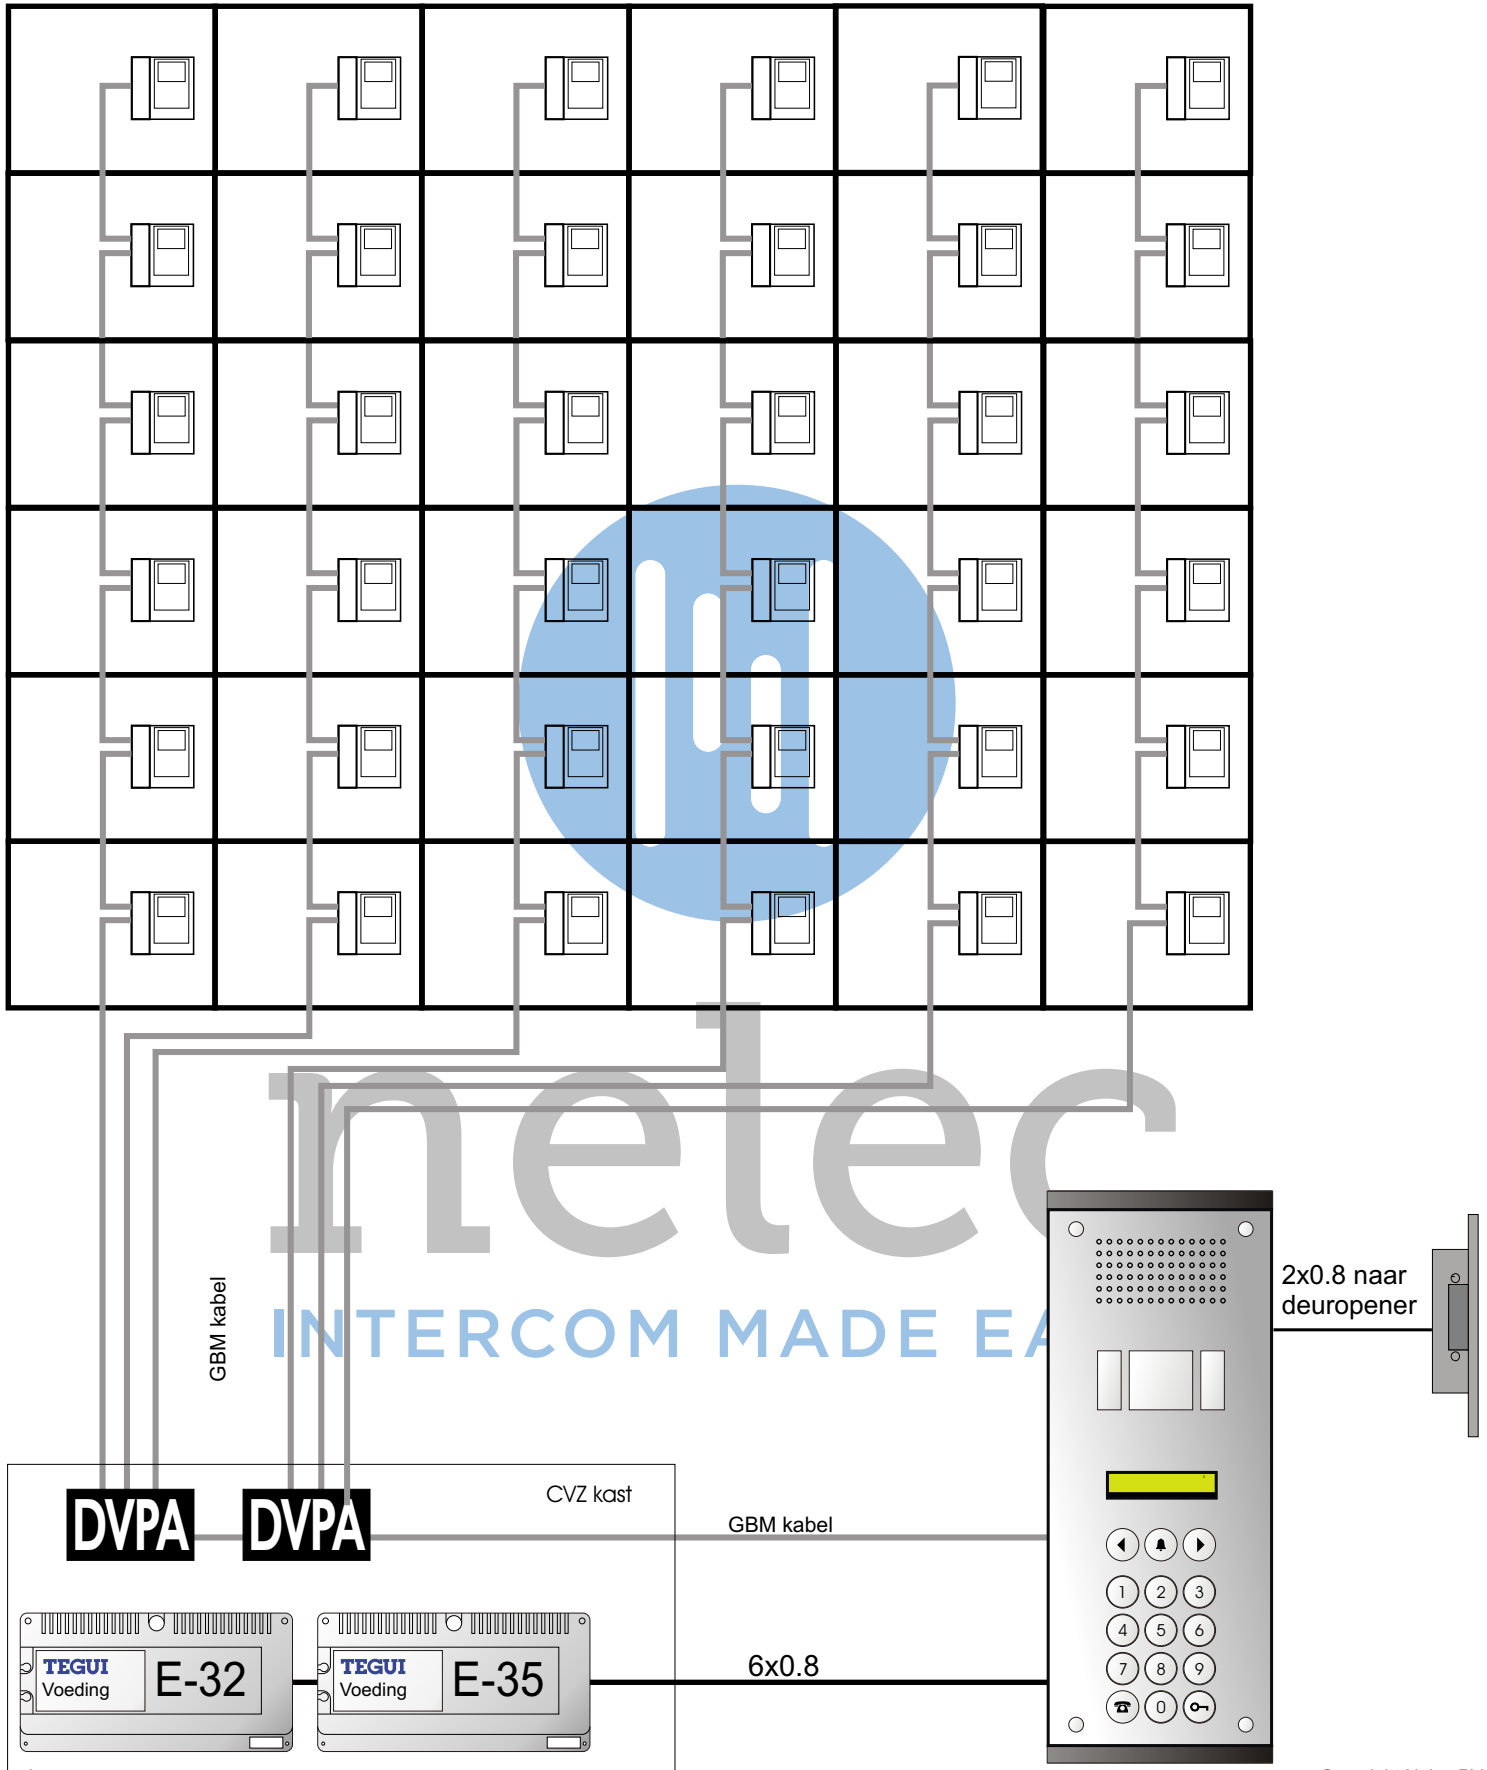 nelec
INTERCOM MADE EA
GBM kabel
2x0.8 naar
deuropener
CVZ kast
DVPA
DVPA
GBM kabel
TEGUI
Voeding
E-32
TEGUI
Voeding
E-35
6x0.8
1 2 3
4 5 6
7 8 9
0